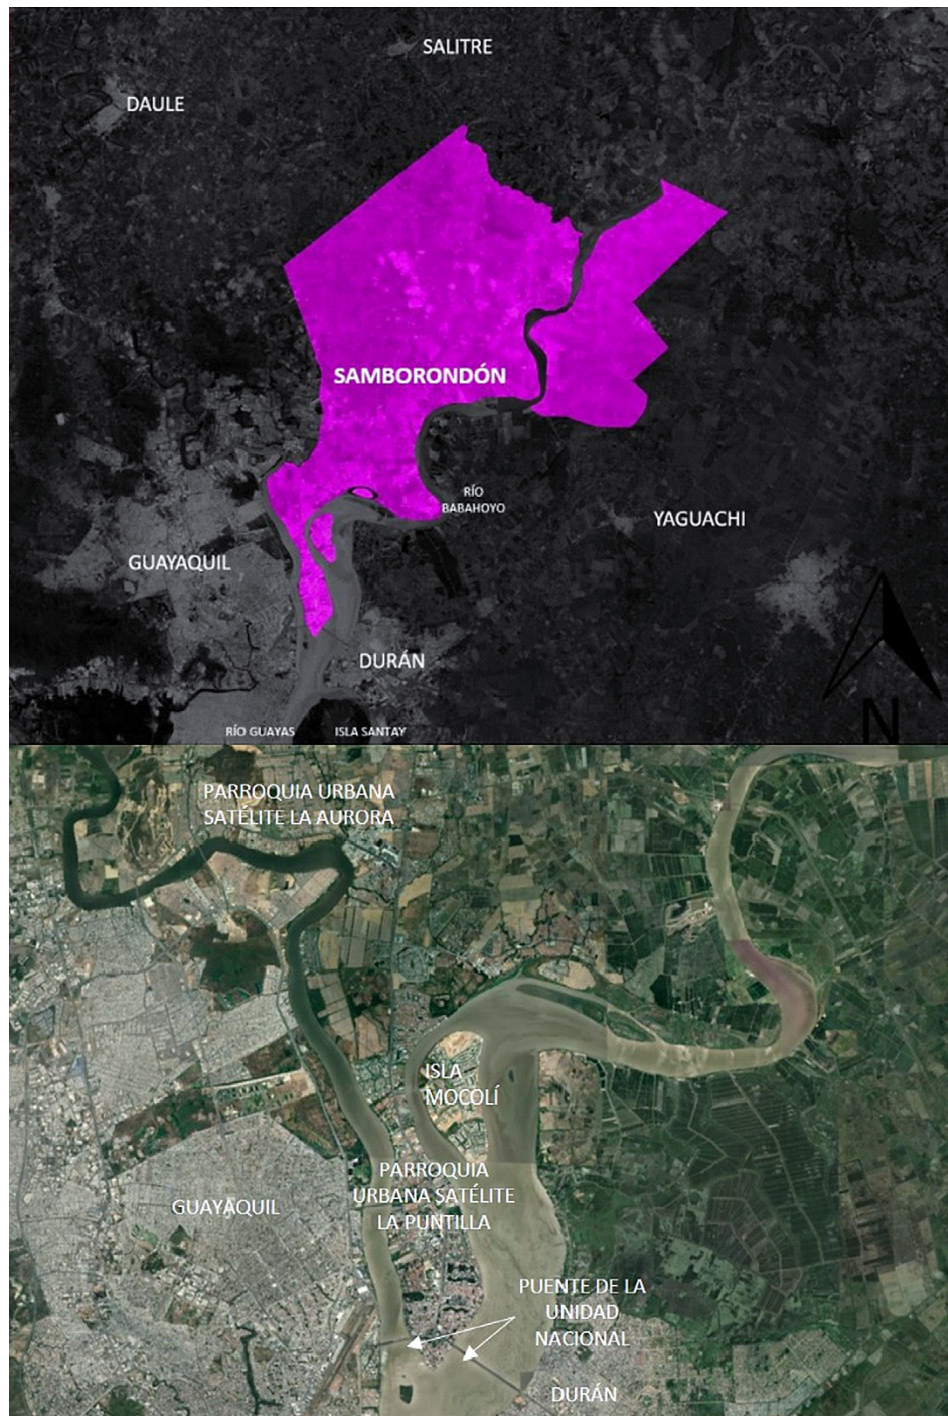 SALITRE
DAULE
SAMBORONDÓN
RÍO
BABAHOYO
YAGUACHI
GUAYAQUIL
DURÁN
N
RÍO GUAYAS
ISLA SANTAY
PARROQUIA URBANA
SATÉLITE LA AURORA
ISLA
MOCOLÍ
PARROQUIA
URBANA SATÉLITE
LA PUNTILLA
GUAYAQUIL
PUENTE DE LA
UNIDAD
NACIONAL
DURÁN